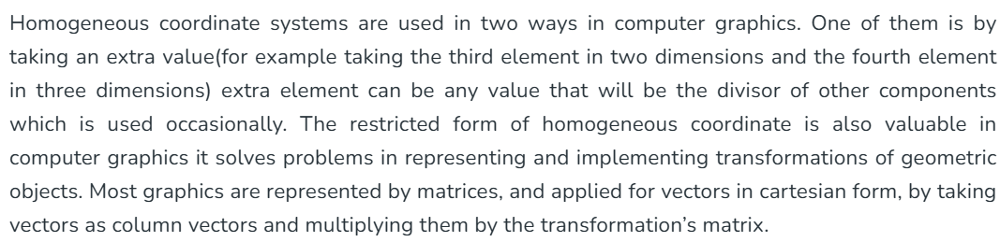 Homogeneous coordinate systems are used in two ways in computer graphics. One of them is by
taking an extra value(for example taking the third element in two dimensions and the fourth element
in three dimensions) extra element can be any value that will be the divisor of other components
which is used occasionally. The restricted form of homogeneous coordinate is also valuable in
computer graphics it solves problems in representing and implementing transformations of geometric
objects. Most graphics are represented by matrices, and applied for vectors in cartesian form, by taking
vectors as column vectors and multiplying them by the transformation’s matrix.